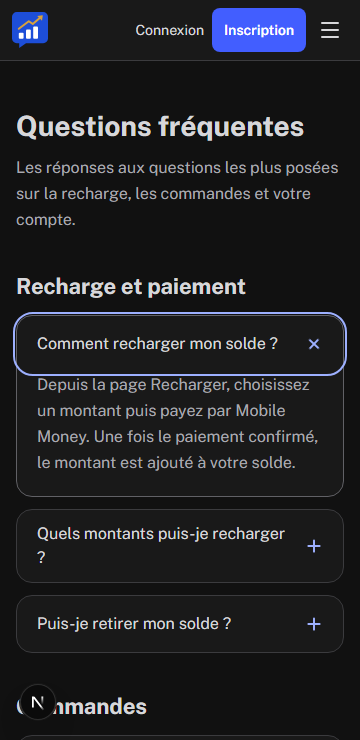 Connexion
Inscription
Questions fréquentes
Les réponses aux questions les plus posées
sur la recharge, les commandes et votre
compte.
Recharge et paiement
Comment recharger mon solde ?
Depuis la page Recharger, choisissez
un montant puis payez par Mobile
Money. Une fois le paiement confirmé,
le montant est ajouté à votre solde.
Quels montants puis-je recharger
?
Puis-je retirer mon solde ?
N
Commandes